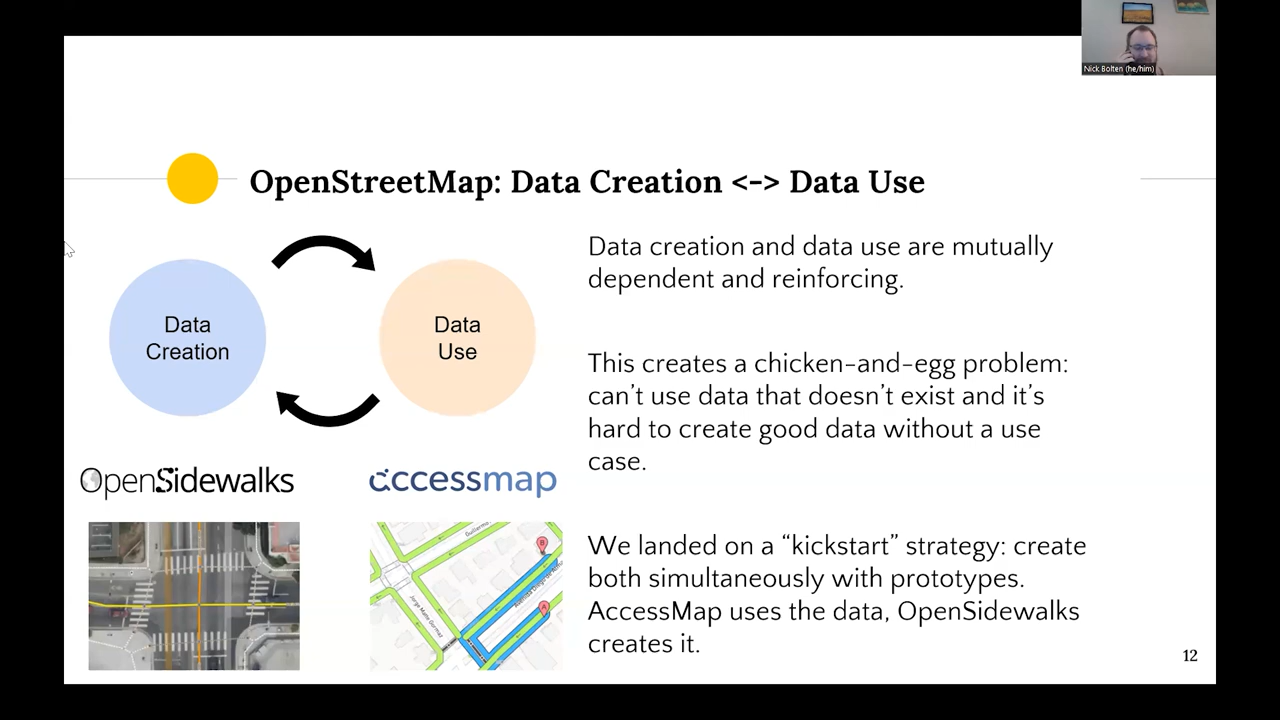 Nick Bolten (he/him)
OpenStreetMap: Data Creation <-> Data Use
Data
Creation
Data
Use
OpenSidewalks
accessmap
Data creation and data use are mutually
dependent and reinforcing.
This creates a chicken-and-egg problem:
can’t use data that doesn’t exist and it’s
hard to create good data without a use
case.
We landed on a “kickstart” strategy: create
both simultaneously with prototypes.
AccessMap uses the data, OpenSidewalks
creates it.
B
A
12